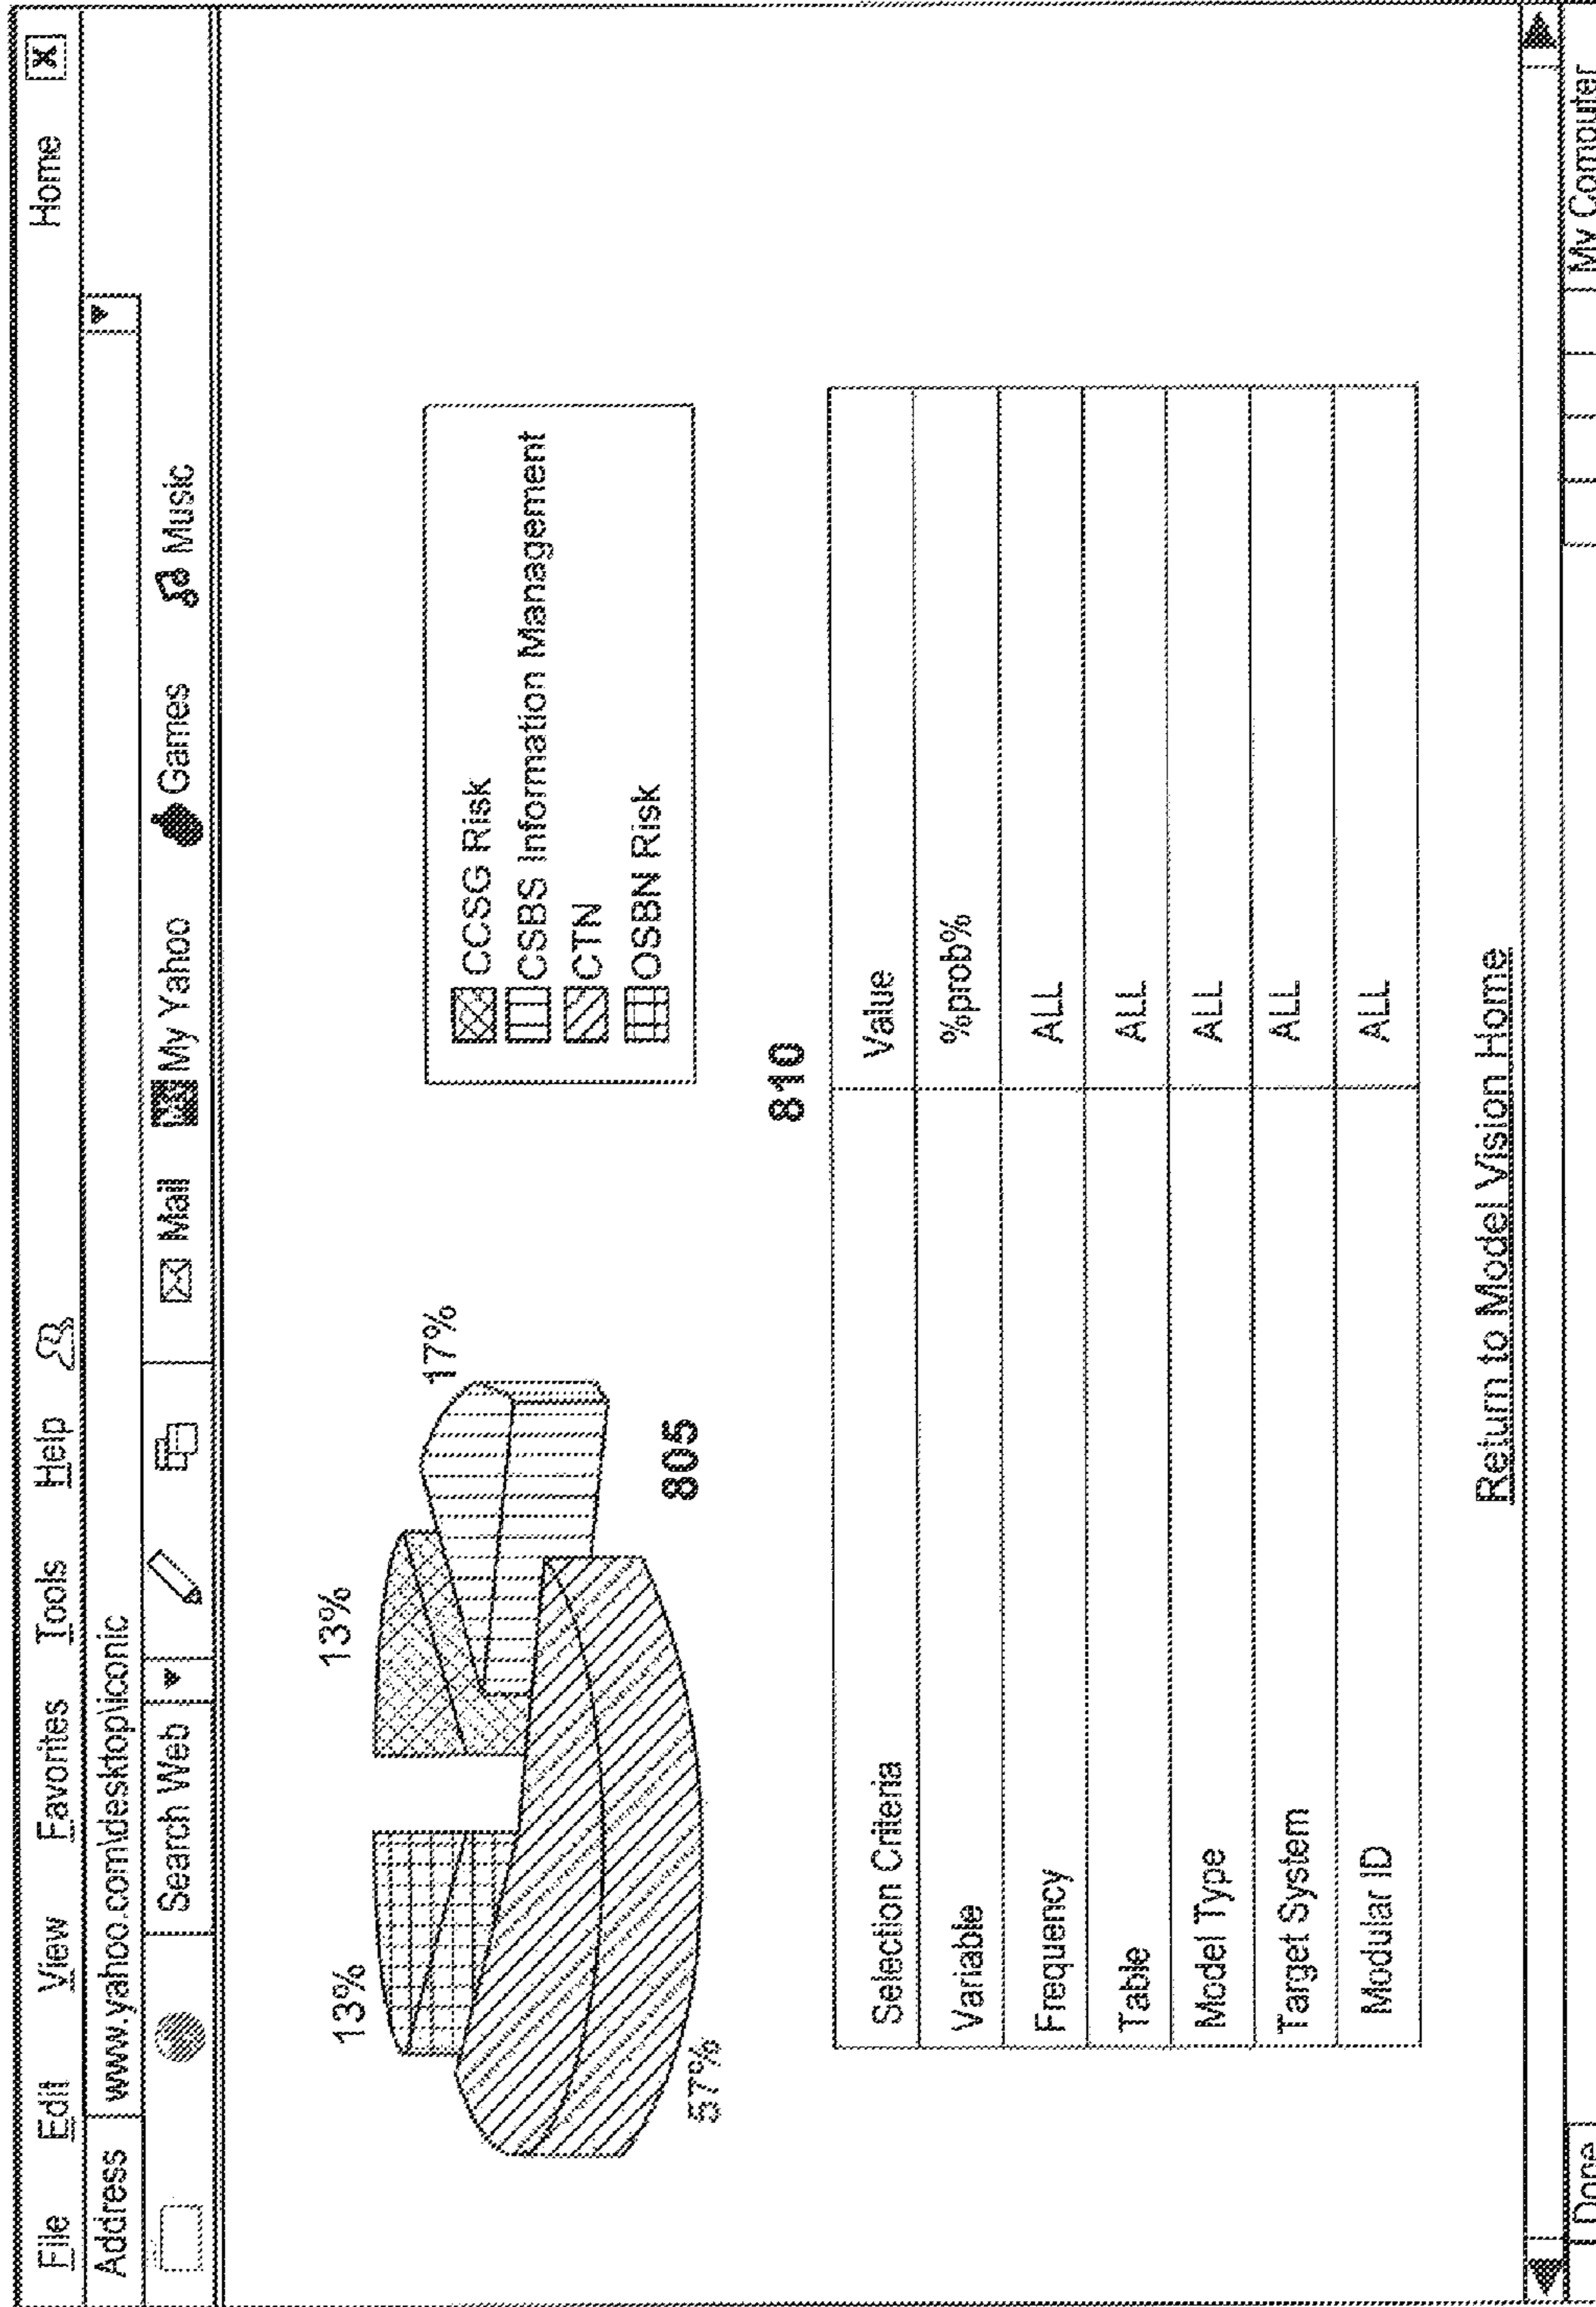 File Edit View Favorites Tools Help Home X
Address www.yahoo.com\desktop\iconic
Search Web Mail My Yahoo Games Music
13%
13%
17%
57%
805
CCSG Risk
CSBS Information Management
CTN
OSBN Risk
810
Selection Criteria Value
Variable %prob%
Frequency ALL
Table ALL
Model Type ALL
Target System ALL
Modular ID ALL
Return to Model Vision Home
Done My Computer